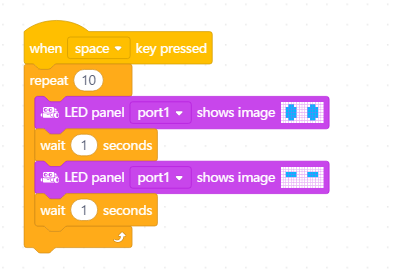 when space key pressed
repeat 10
LED panel port1 shows image
wait 1 seconds
LED panel port1 shows image
wait 1 seconds